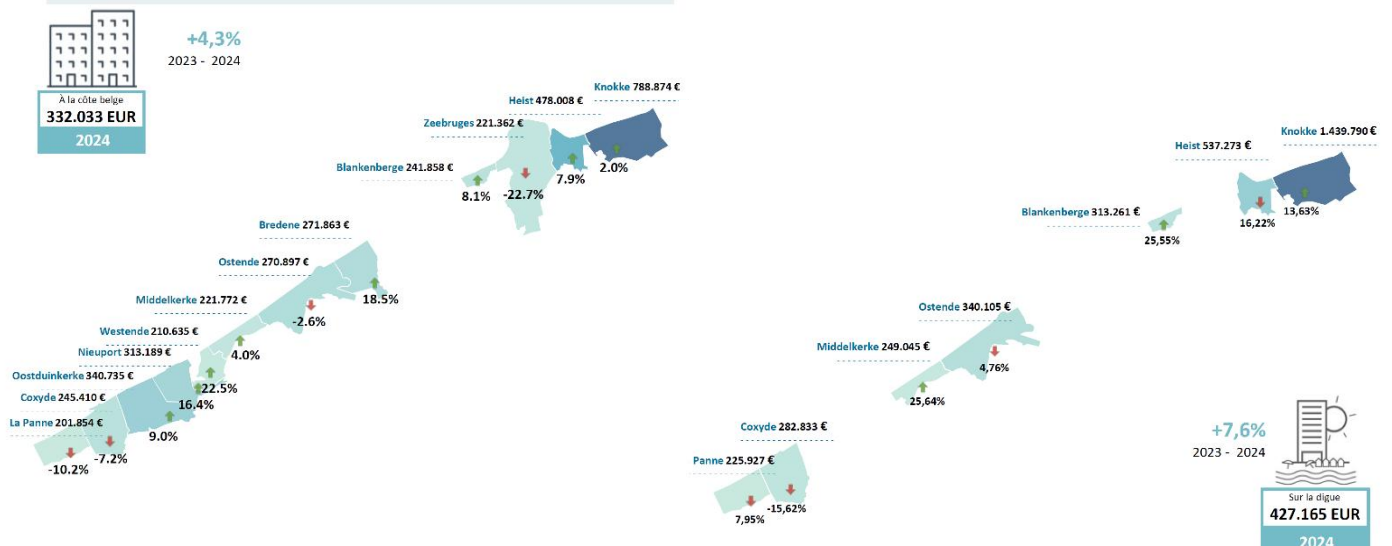 +4,3%
2023 - 2024
À la côte belge
332.033 EUR
2024
Knokke 788.874 €
Heist 478.008 €
Zeebruges 221.362 €
Blankenberge 241.858 €
2.0%
7.9%
-22.7%
8.1%
Bredene 271.863 €
Ostende 270.897 €
Middelkerke 221.772 €
Westende 210.635 €
Nieuport 313.189 €
Oostduinkerke 340.735 €
Coxyde 245.410 €
La Panne 201.854 €
18.5%
-2.6%
4.0%
22.5%
16.4%
9.0%
-7.2%
-10.2%
Knokke 1.439.790 €
Heist 537.273 €
Blankenberge 313.261 €
13,63%
16,22%
25,55%
Ostende 340.105 €
Middelkerke 249.045 €
4,76%
25,64%
Coxyde 282.833 €
Panne 225.927 €
-15,62%
7,95%
+7,6%
2023 - 2024
Sur la digue
427.165 EUR
2024